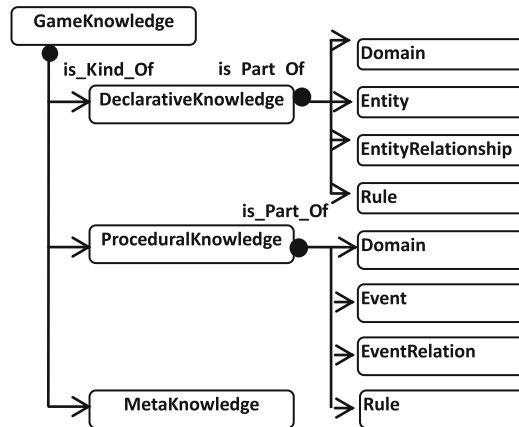 GameKnowledge
is_Kind_Of
is Part Of
DeclarativeKnowledge
Domain
Entity
EntityRelationship
Rule
is_Part_Of
ProceduralKnowledge
Domain
Event
EventRelation
MetaKnowledge
Rule